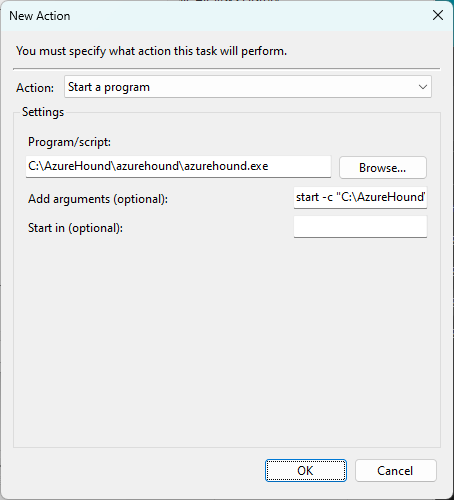 New Action
You must specify what action this task will perform.
Action: Start a program
Settings
Program/script:
C:\AzureHound\azurehound\azurehound.exe Browse...
Add arguments (optional): start -c "C:\AzureHound
Start in (optional):
OK Cancel